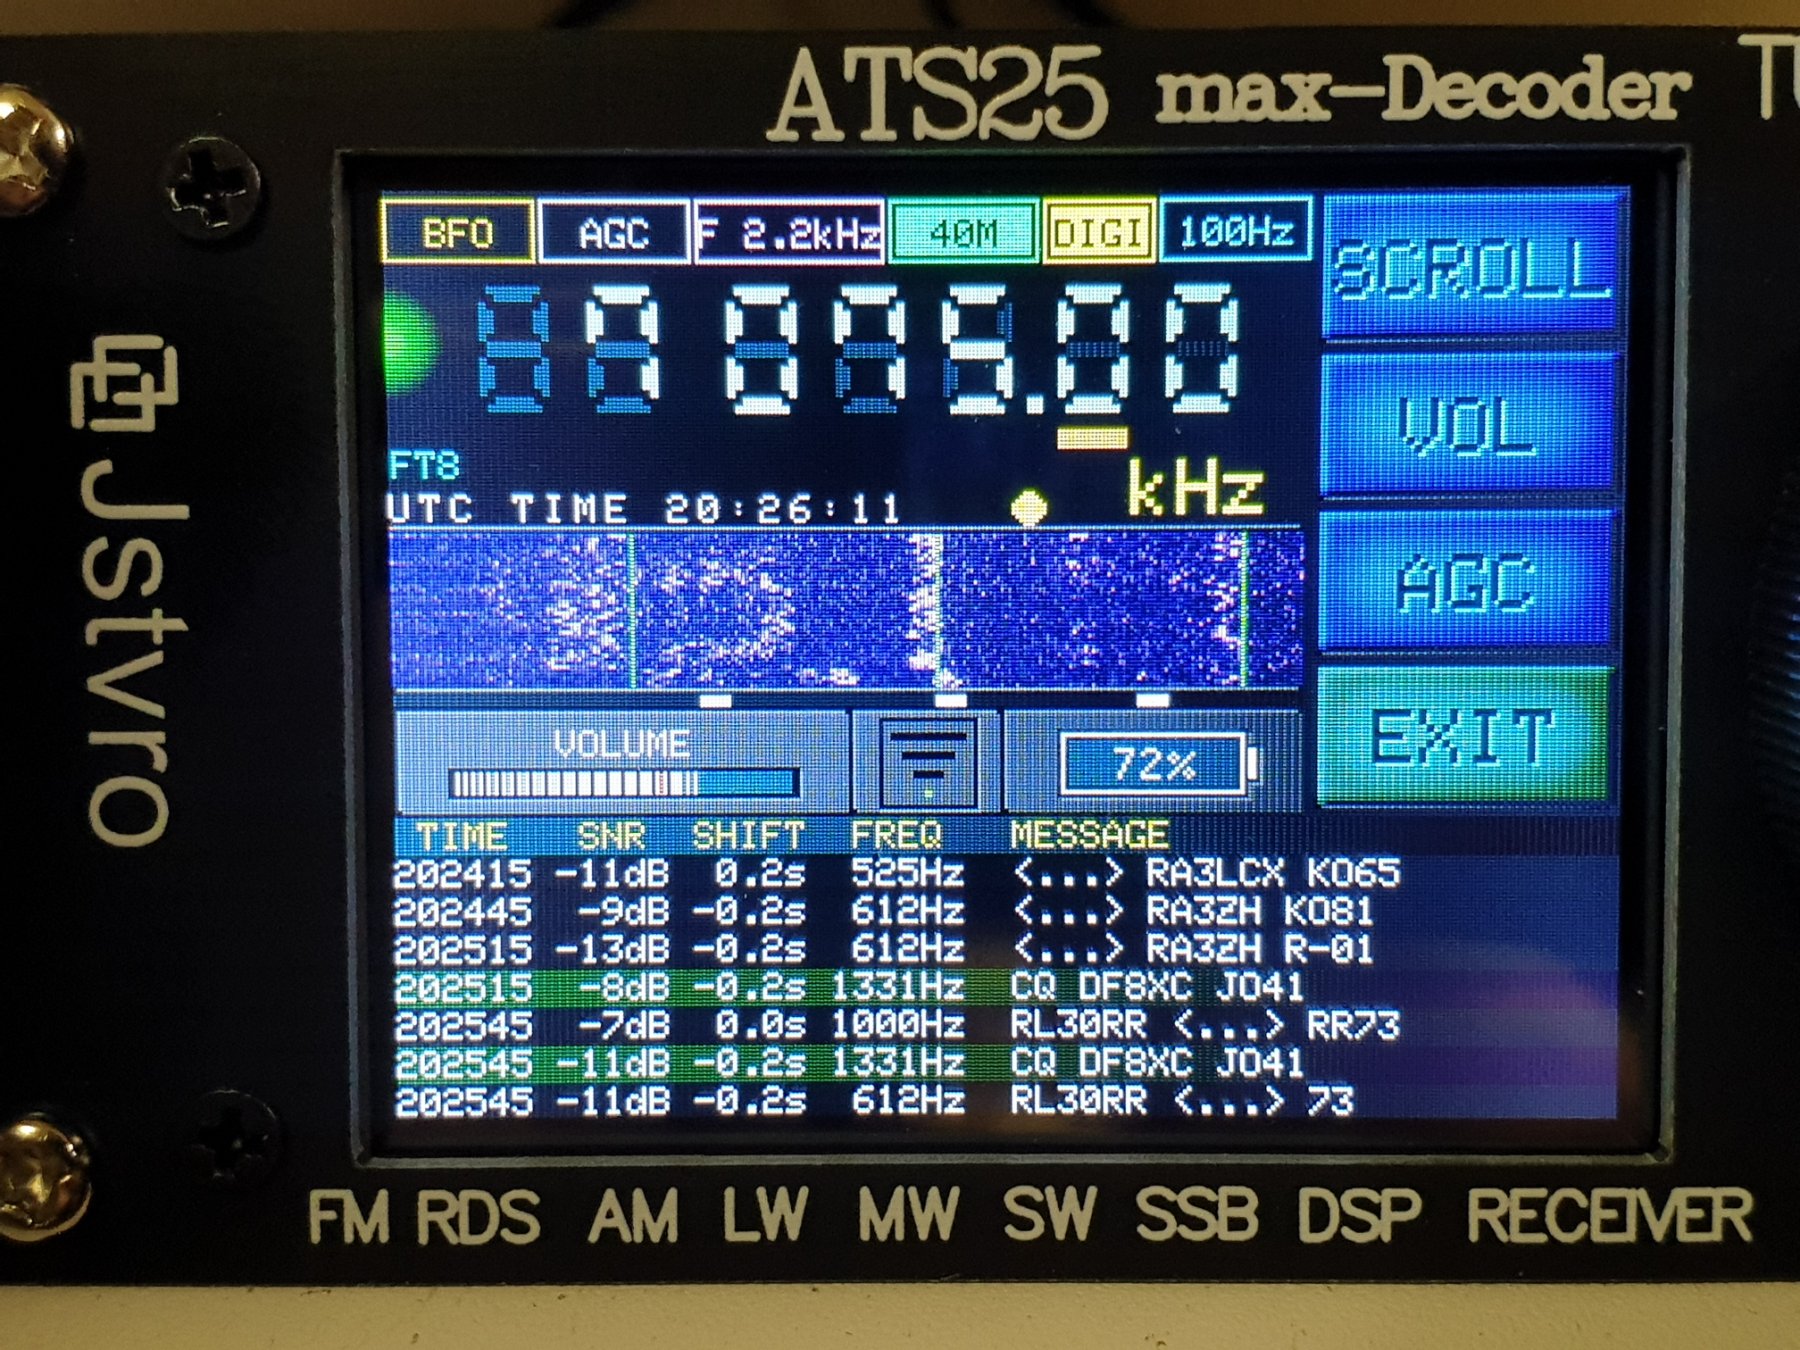 ATS25 max-Decoder
BFO AGC F 2.2kHz 40M DIGI 100Hz
SCROLL
7075.00
kHz
VOL
FT8
UTC TIME 20:26:11
AGC
EXIT
VOLUME
72%
TIME SNR SHIFT FREQ MESSAGE
202415 -11dB 0.2s 525Hz <...> RA3LCX KO65
202445 -9dB -0.2s 612Hz <...> RA3ZH KO81
202515 -13dB -0.2s 612Hz <...> RA3ZH R-01
202515 -8dB -0.2s 1331Hz CQ DF8XC JO41
202545 -7dB 0.0s 1000Hz RL30RR <...> RR73
202545 -11dB -0.2s 1331Hz CQ DF8XC JO41
202545 -11dB -0.2s 612Hz RL30RR <...> 73
Jstvro
FM RDS AM LW MW SW SSB DSP RECEIVER